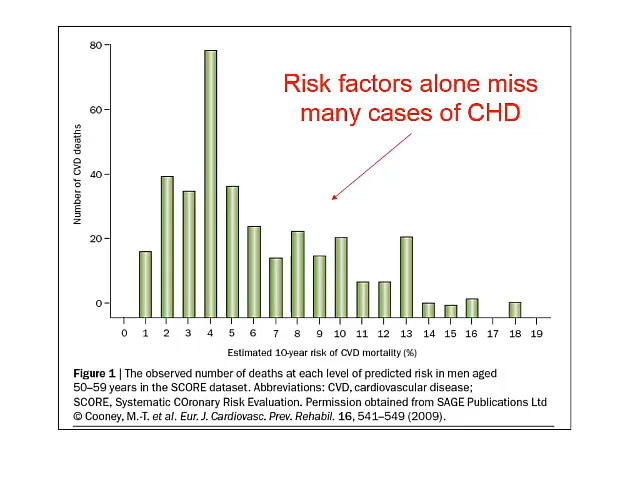 80
60
40
20
0
Number of CVD deaths
Risk factors alone miss
many cases of CHD
0 1 2 3 4 5 6 7 8 9 10 11 12 13 14 15 16 17 18 19
Estimated 10-year risk of CVD mortality (%)
Figure 1 | The observed number of deaths at each level of predicted risk in men aged
50–59 years in the SCORE dataset. Abbreviations: CVD, cardiovascular disease;
SCORE, Systematic COronary Risk Evaluation. Permission obtained from SAGE Publications Ltd
© Cooney, M.-T. et al. Eur. J. Cardiovasc. Prev. Rehabil. 16, 541–549 (2009).